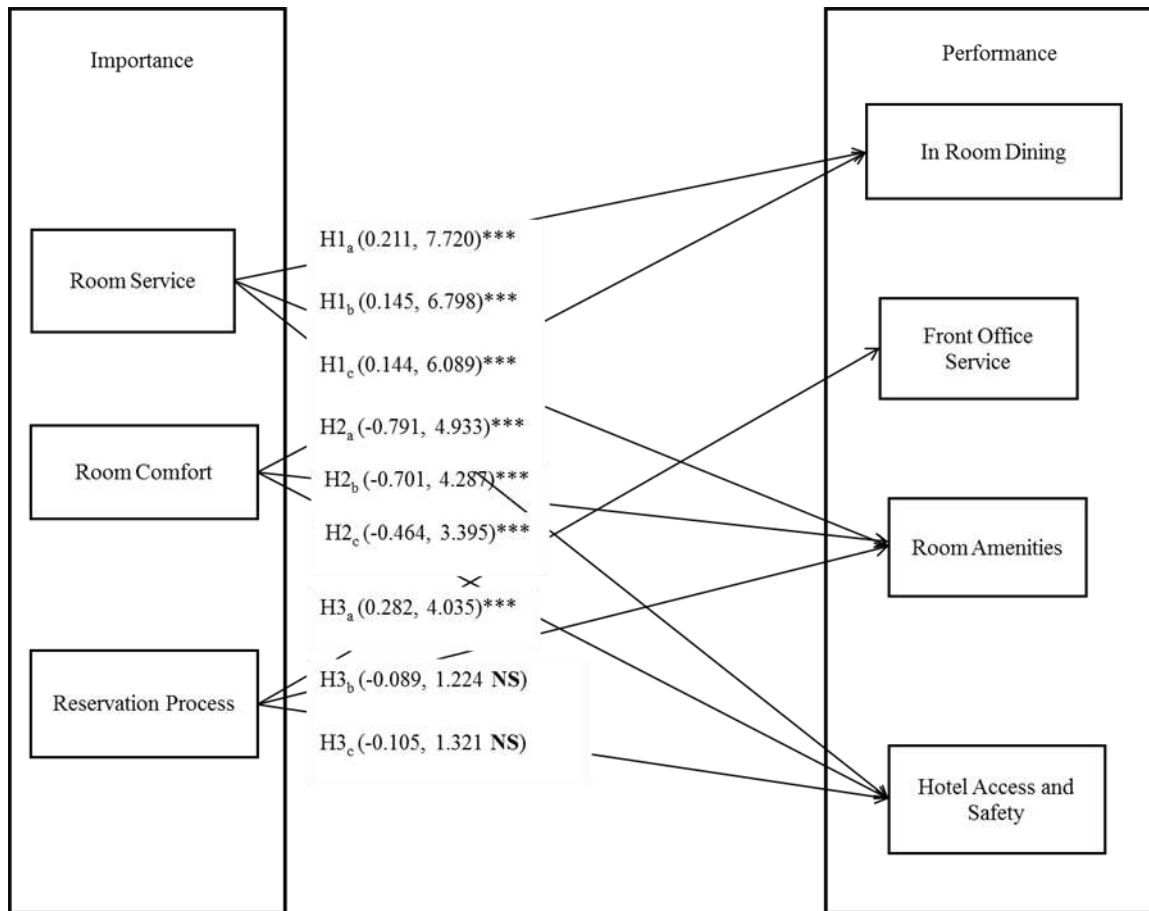 Importance
Room Service
Room Comfort
Reservation Process
H1a (0.211, 7.720)***
H1b (0.145, 6.798)***
H1c (0.144, 6.089)***
H2a (-0.791, 4.933)***
H2b (-0.701, 4.287)***
H2c (-0.464, 3.395)***
H3a (0.282, 4.035)***
H3b (-0.089, 1.224 NS)
H3c (-0.105, 1.321 NS)
Performance
In Room Dining
Front Office
Service
Room Amenities
Hotel Access and
Safety